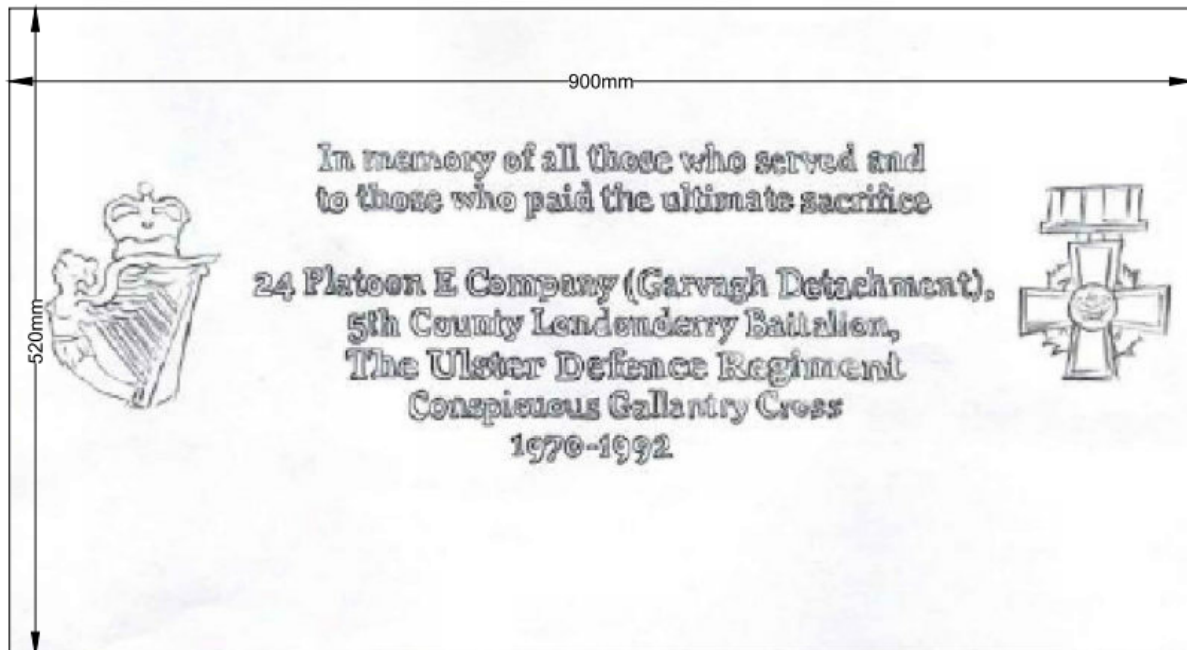 900mm
In memory of all those who served and
to those who paid the ultimate sacrifice
520mm
24 Platoon E Company (Garvagh Detachment),
5th County Londonderry Battalion,
The Ulster Defence Regiment
Conspicuous Gallantry Cross
1970-1992